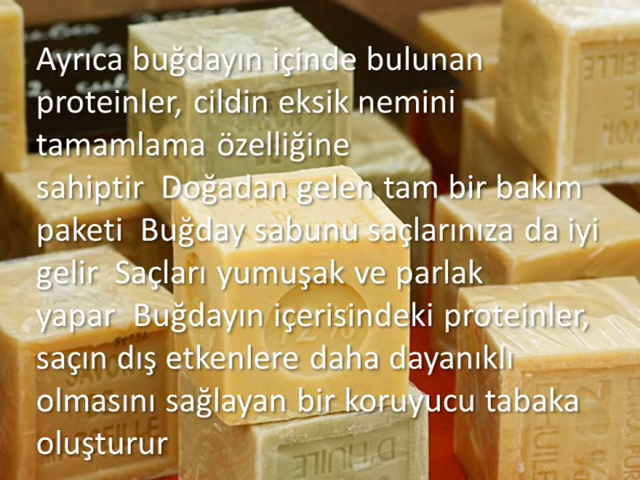 Ayrıca buğdayın içinde bulunan
proteinler, cildin eksik nemini
tamamlama özelliğine
sahiptir  Doğadan gelen tam bir bakım
paketi  Buğday sabunu saçlarınıza da iyi
gelir  Saçları yumuşak ve parlak
yapar  Buğdayın içerisindeki proteinler,
saçın dış etkenlere daha dayanıklı
olmasını sağlayan bir koruyucu tabaka
oluşturur
72%
D'HUILE